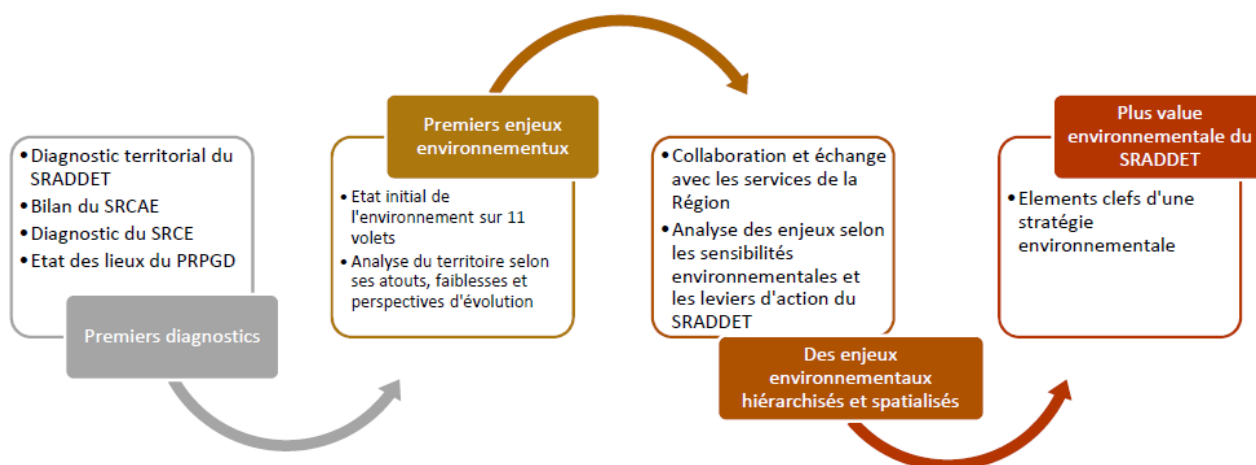 • Diagnostic territorial du
SRADDET
• Bilan du SRCAE
• Diagnostic du SRCE
• Etat des lieux du PRPGD
Premiers diagnostics
Premiers enjeux
environnementux
• Etat initial de
l'environnement sur 11
volets
• Analyse du territoire selon
ses atouts, faiblesses et
perspectives d'évolution
• Collaboration et échange
avec les services de la
Région
• Analyse des enjeux selon
les sensibilités
environnementales et
les leviers d'action du
SRADDET
Des enjeux
environnementaux
hiérarchisés et spatialisés
Plus value
environnementale du
SRADDET
• Elements clefs d'une
stratégie
environnementale